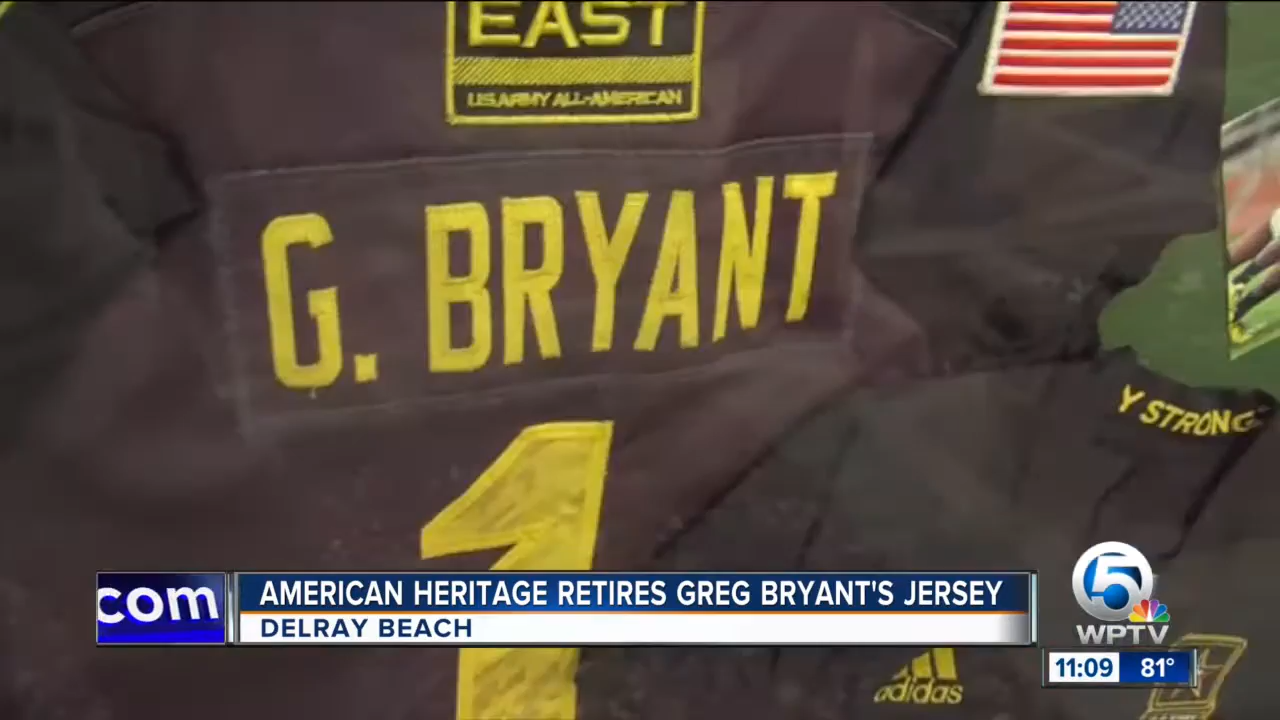 EAST
U.S. ARMY ALL-AMERICAN
G. BRYANT
1
Y STRONG
com
AMERICAN HERITAGE RETIRES GREG BRYANT'S JERSEY
DELRAY BEACH
5
WPTV
11:09 81°
adidas